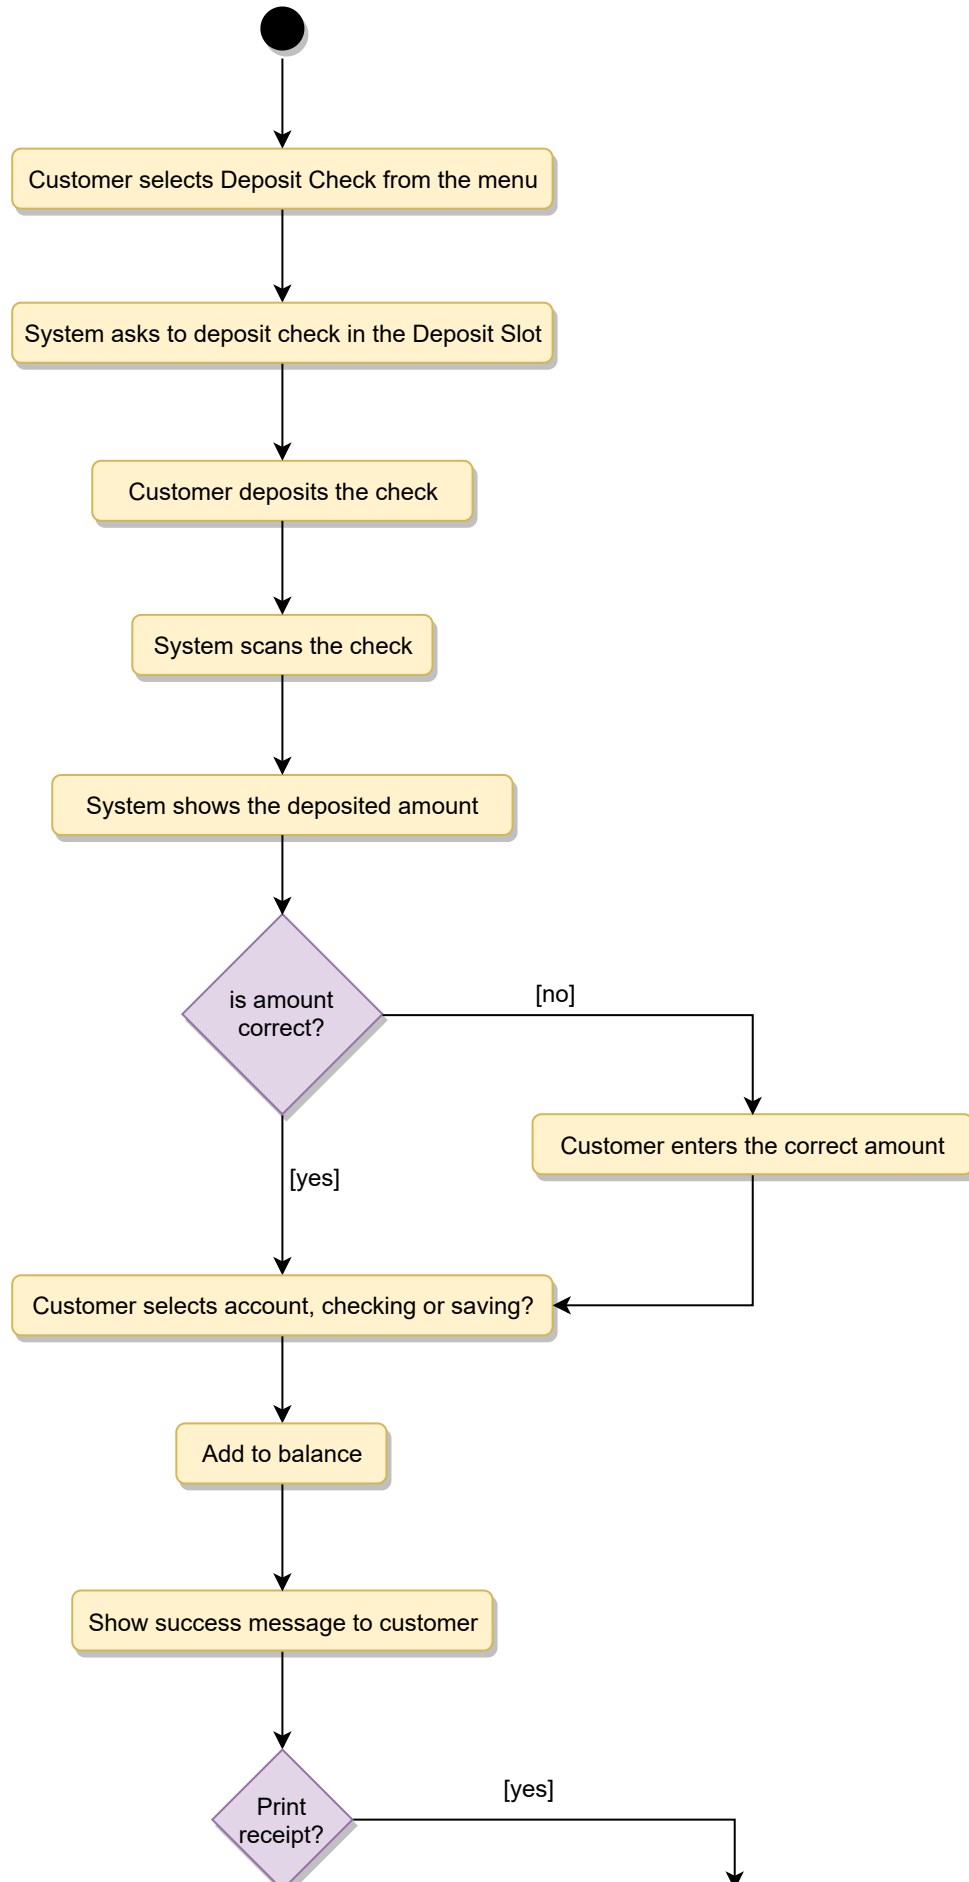 Customer selects Deposit Check from the menu
System asks to deposit check in the Deposit Slot
Customer deposits the check
System scans the check
System shows the deposited amount
is amount
correct?
[no]
Customer enters the correct amount
[yes]
Customer selects account, checking or saving?
Add to balance
Show success message to customer
[yes]
Print
receipt?